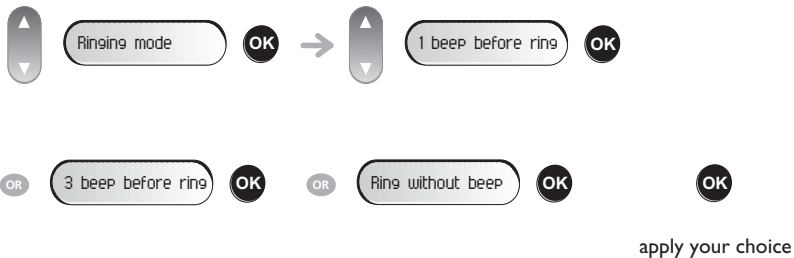 Ringing mode OK 1 beep before ring OK
OR 3 beep before ring OK OR Ring without beep OK OK
apply your choice